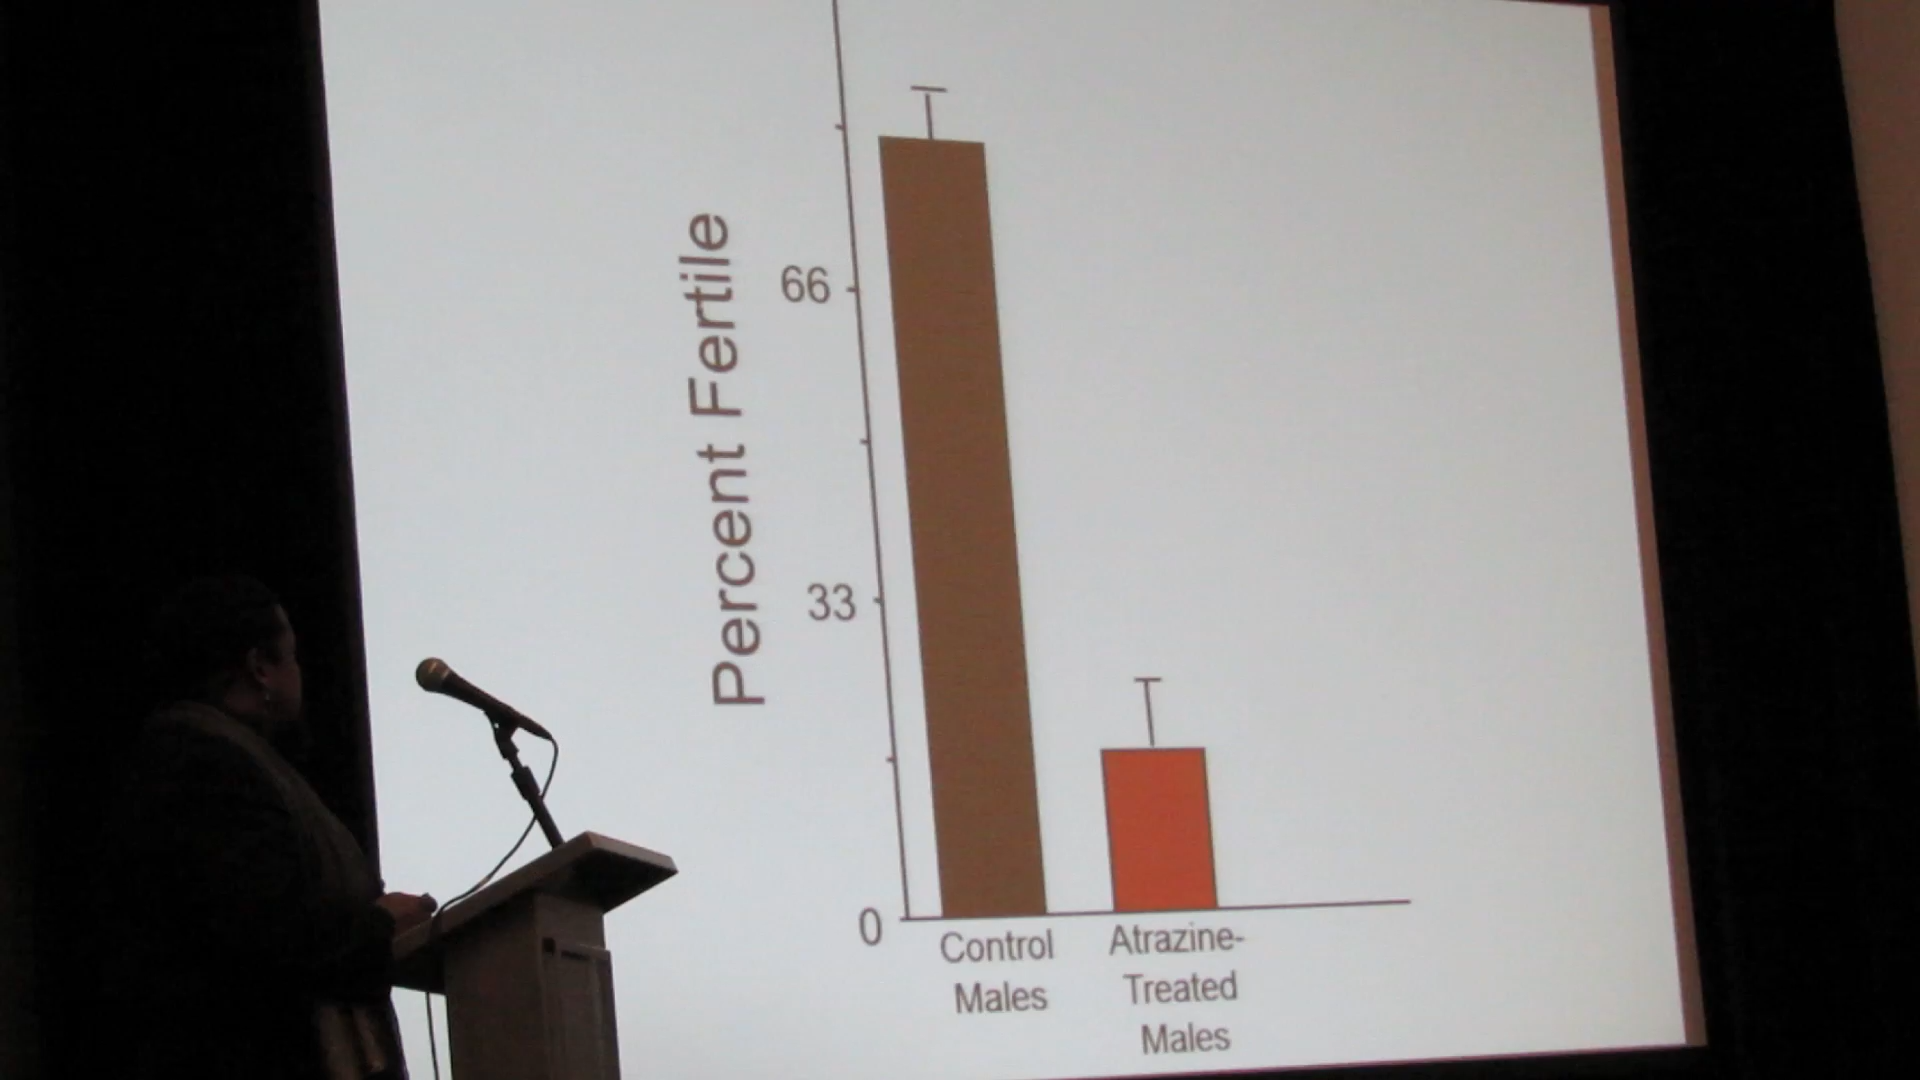 Percent Fertile
66
33
0
Control
Males
Atrazine-
Treated
Males